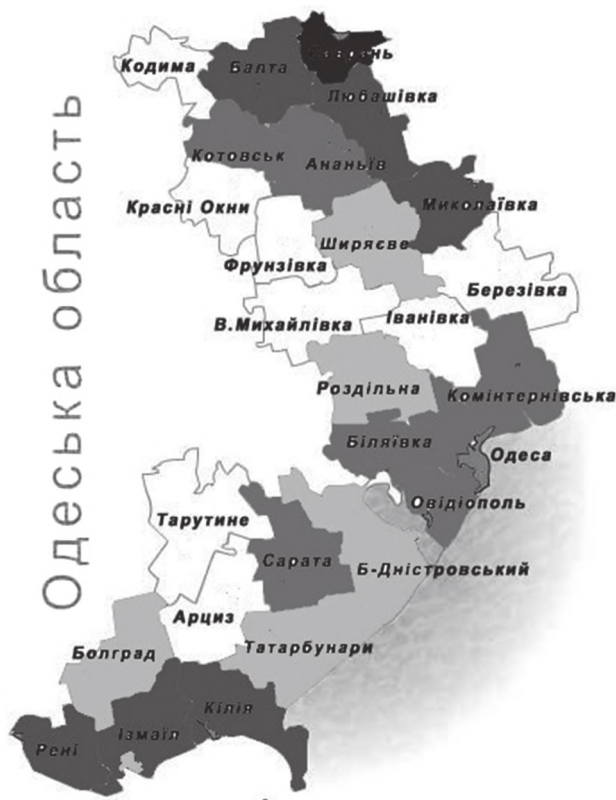 Одеська область
Кодима
Балта
Любашівка
Котовськ
Ананьїв
Красні Окни
Миколаївка
Ширяєве
Фрунзівка
Березівка
Іванівка
В.Михайлівка
Роздільна
Комінтернівська
Біляївка
Одеса
Овідіополь
Тарутине
Сарата
Б-Дністровський
Арциз
Татарбунари
Болград
Кілія
Ізмаїл
Рені